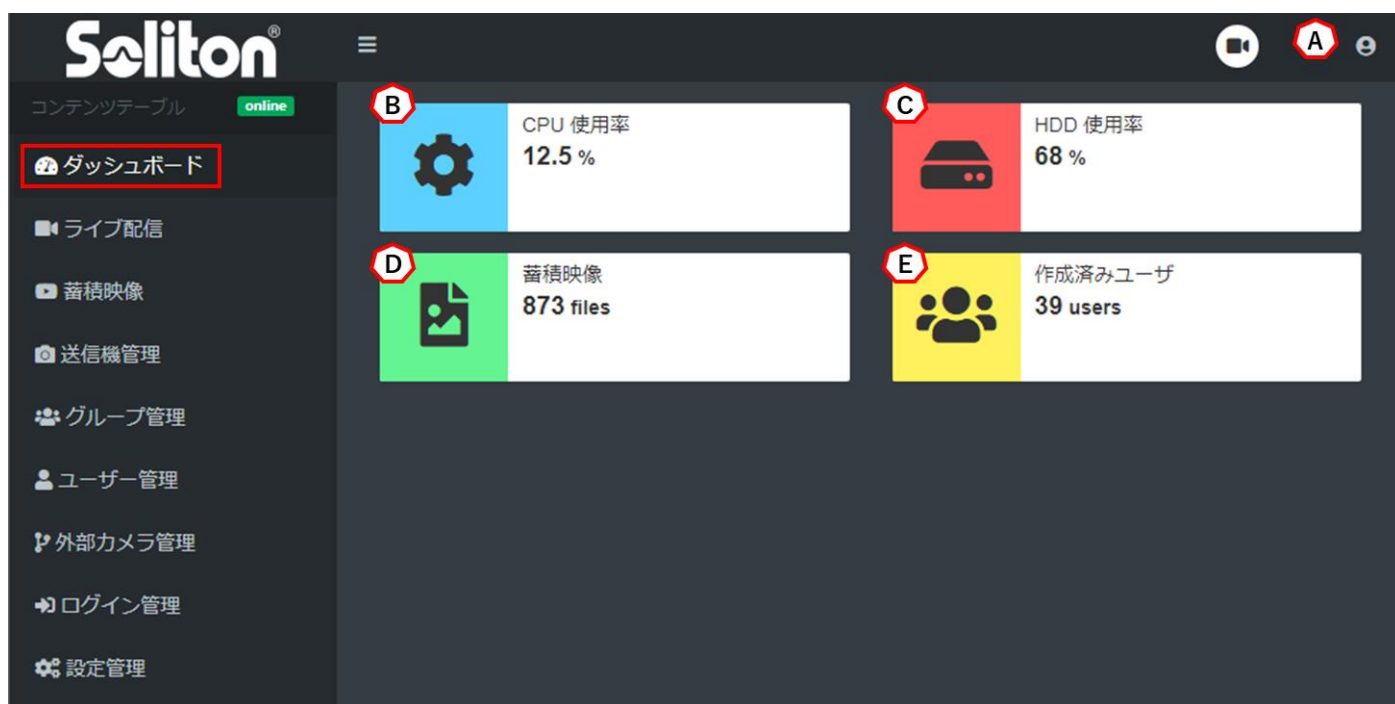 Soliton®
A
コンテンツテーブル online
ダッシュボード
ライブ配信
蓄積映像
送信機管理
グループ管理
ユーザー管理
外部カメラ管理
ログイン管理
設定管理
B
CPU 使用率
12.5 %
C
HDD 使用率
68 %
D
蓄積映像
873 files
E
作成済みユーザ
39 users